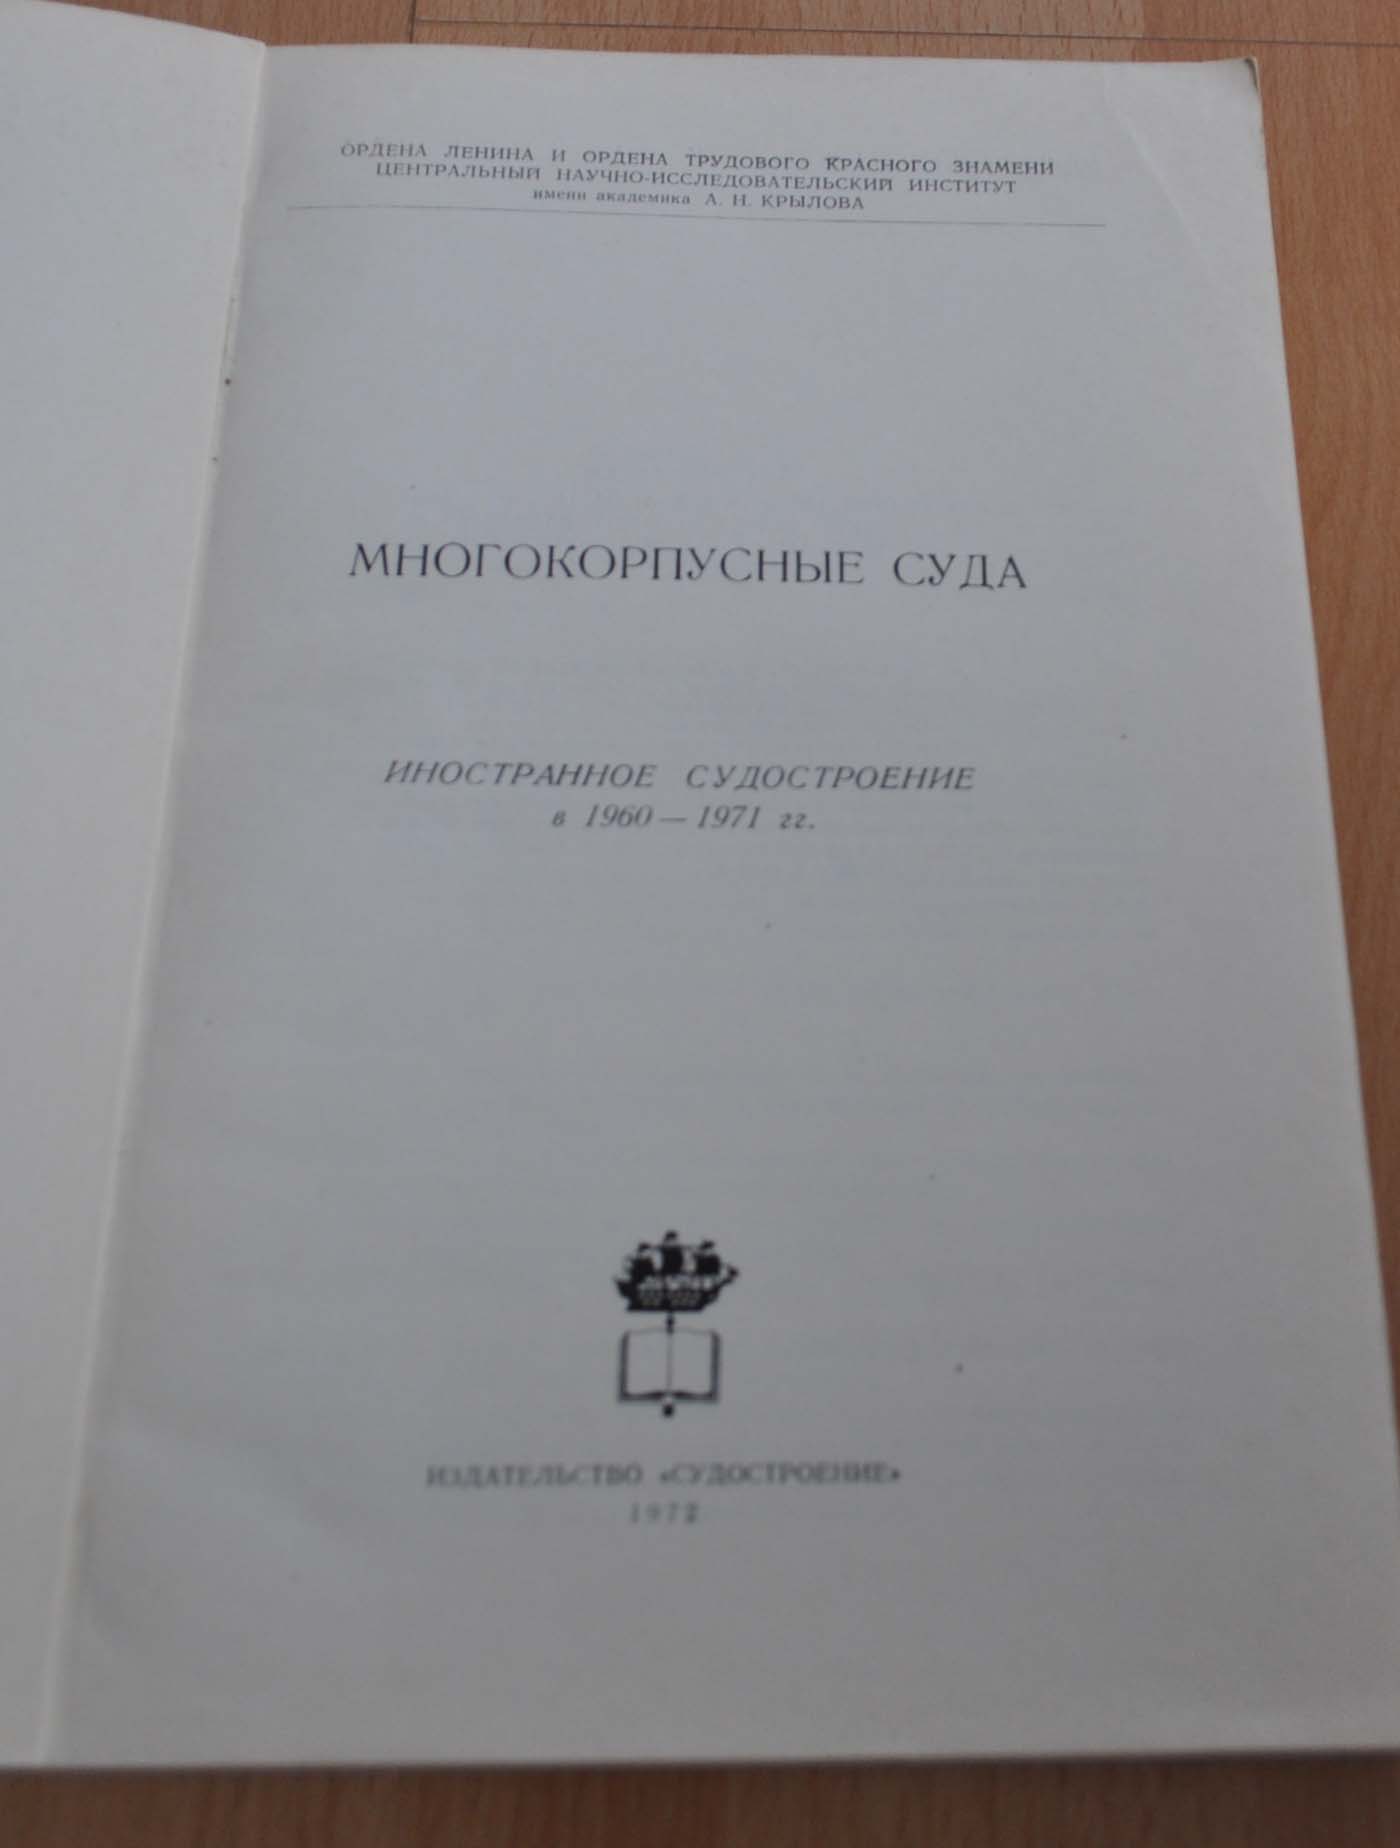 ОРДЕНА ЛЕНИНА И ОРДЕНА ТРУДОВОГО КРАСНОГО ЗНАМЕНИ
ЦЕНТРАЛЬНЫЙ НАУЧНО-ИССЛЕДОВАТЕЛЬСКИЙ ИНСТИТУТ
имени академика А. Н. КРЫЛОВА
МНОГОКОРПУСНЫЕ СУДА
ИНОСТРАННОЕ СУДОСТРОЕНИЕ
в 1960—1971 гг.
ИЗДАТЕЛЬСТВО «СУДОСТРОЕНИЕ»
1972